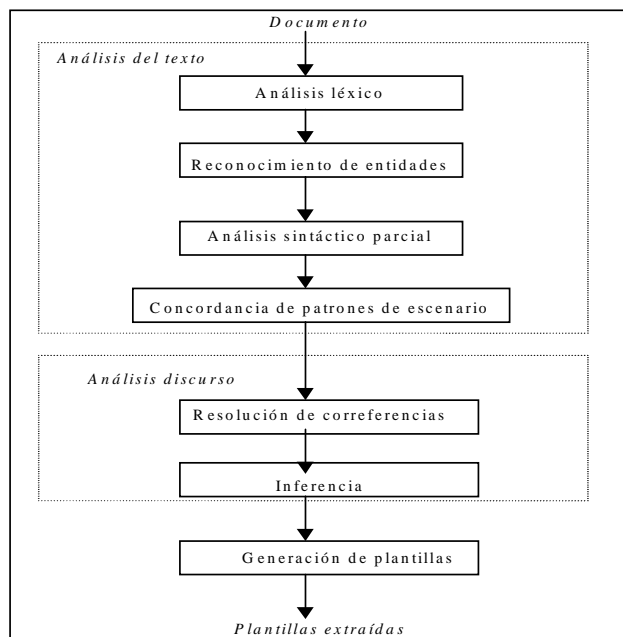 Documento
Análisis del texto
Análisis léxico
Reconocimiento de entidades
Análisis sintáctico parcial
Concordancia de patrones de escenario
Análisis discurso
Resolución de correferencias
Inferencia
Generación de plantillas
Plantillas extraídas